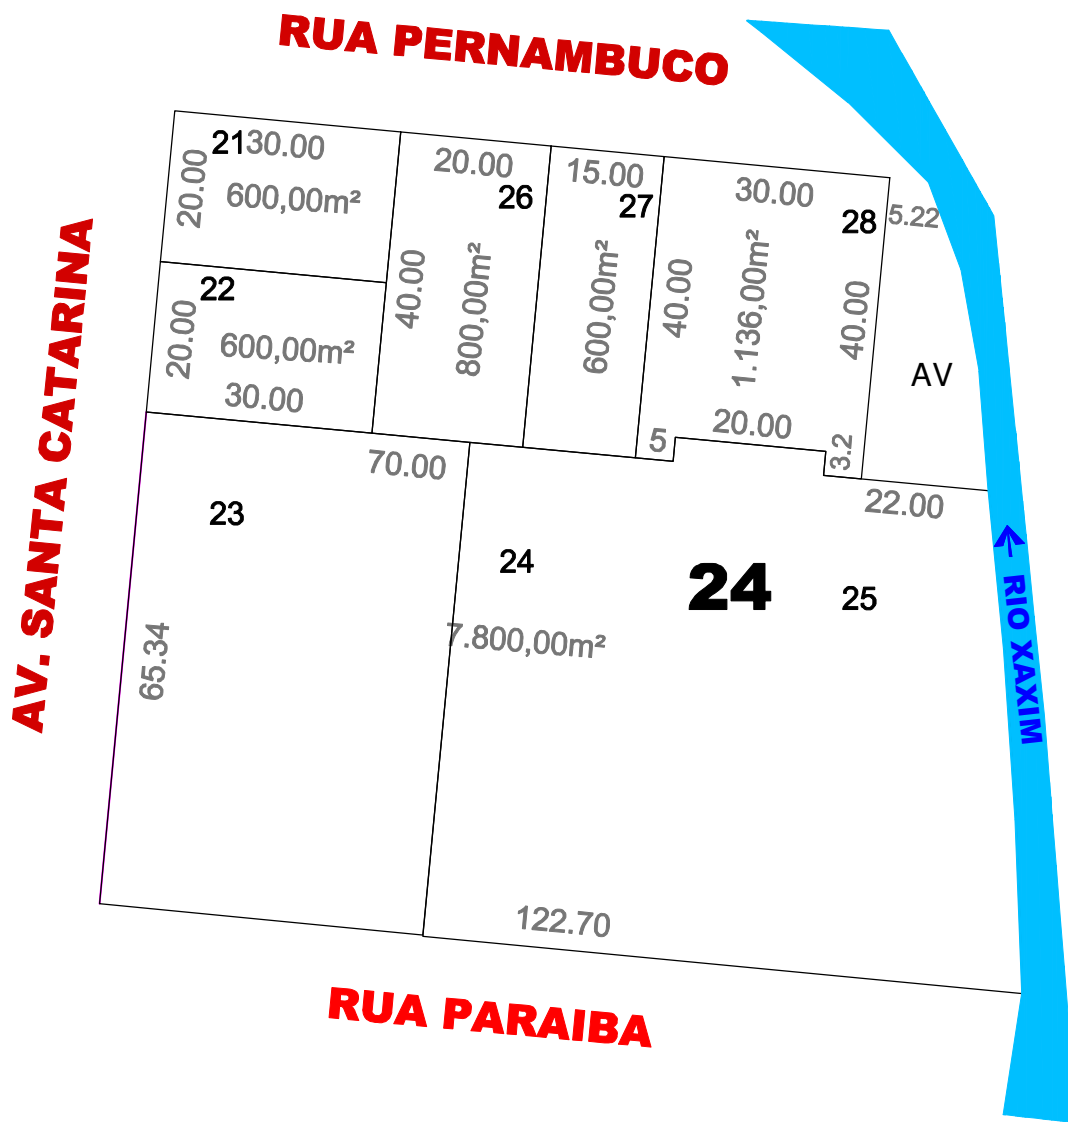 RUA PERNAMBUCO
21
30.00
20.00
600,00m²
20.00
26
40.00
800,00m²
15.00
27
600,00m²
30.00
28
40.00
1.136,00m²
40.00
20.00
5
3.2
5.22
AV
22
20.00
600,00m²
30.00
AV. SANTA CATARINA
70.00
23
65.34
24
7.800,00m²
24
25
22.00
RIO XAXIM
122.70
RUA PARAIBA